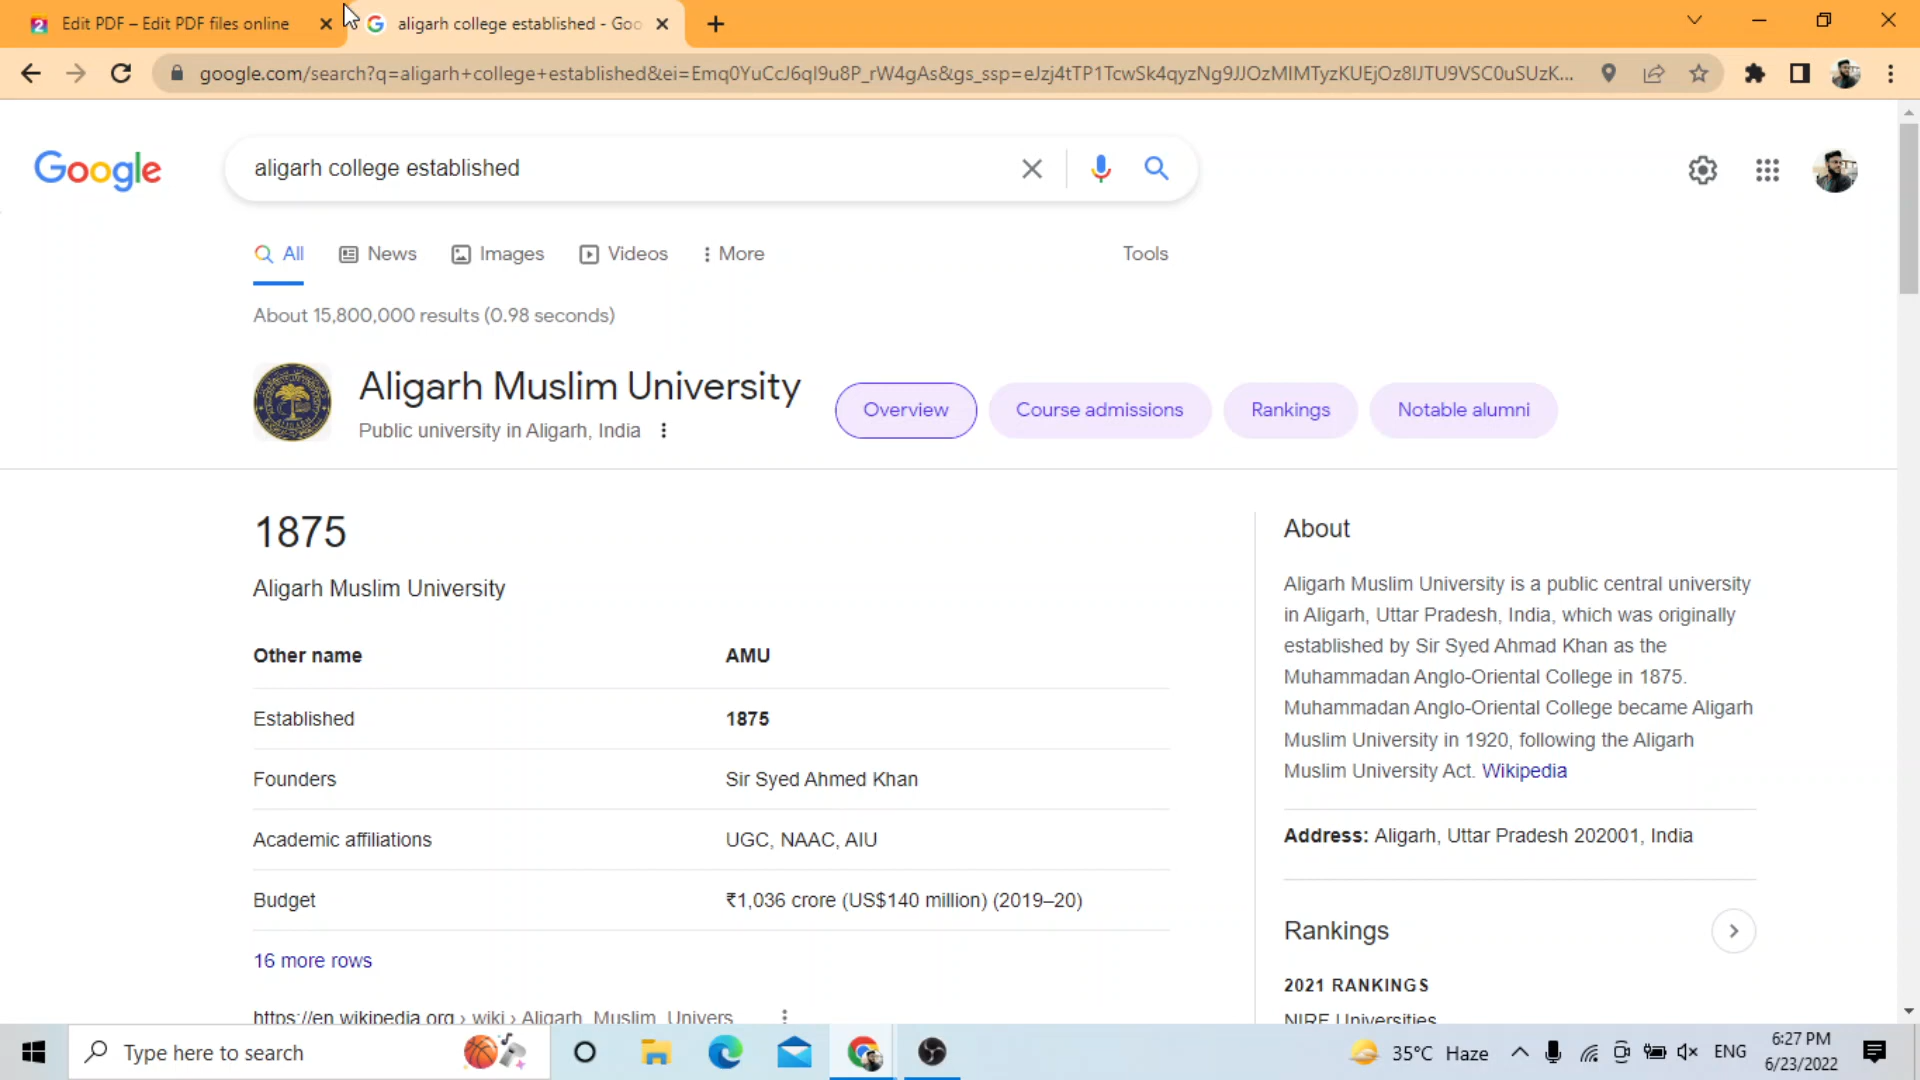 Edit PDF – Edit PDF files online
aligarh college established - Goo
google.com/search?q=aligarh+college+established&ei=Emq0YuCcJ6qI9u8P_rW4gAs&gs_ssp=eJzj4tTP1TcwSk4qyzNg9JJOzMIMTyzKUEjOz8lJTU9VSC0uSUzK...
Google
aligarh college established
All
News
Images
Videos
More
Tools
About 15,800,000 results (0.98 seconds)
Aligarh Muslim University
Public university in Aligarh, India
Overview
Course admissions
Rankings
Notable alumni
1875
Aligarh Muslim University
Other name AMU
Established 1875
Founders Sir Syed Ahmed Khan
Academic affiliations UGC, NAAC, AIU
Budget ₹1,036 crore (US$140 million) (2019–20)
16 more rows
https://en.wikipedia.org › wiki › Aligarh_Muslim_Univers
About
Aligarh Muslim University is a public central university
in Aligarh, Uttar Pradesh, India, which was originally
established by Sir Syed Ahmad Khan as the
Muhammadan Anglo-Oriental College in 1875.
Muhammadan Anglo-Oriental College became Aligarh
Muslim University in 1920, following the Aligarh
Muslim University Act. Wikipedia
Address: Aligarh, Uttar Pradesh 202001, India
Rankings
2021 RANKINGS
NIRF Universities
Type here to search
35°C Haze
ENG
6:27 PM
6/23/2022